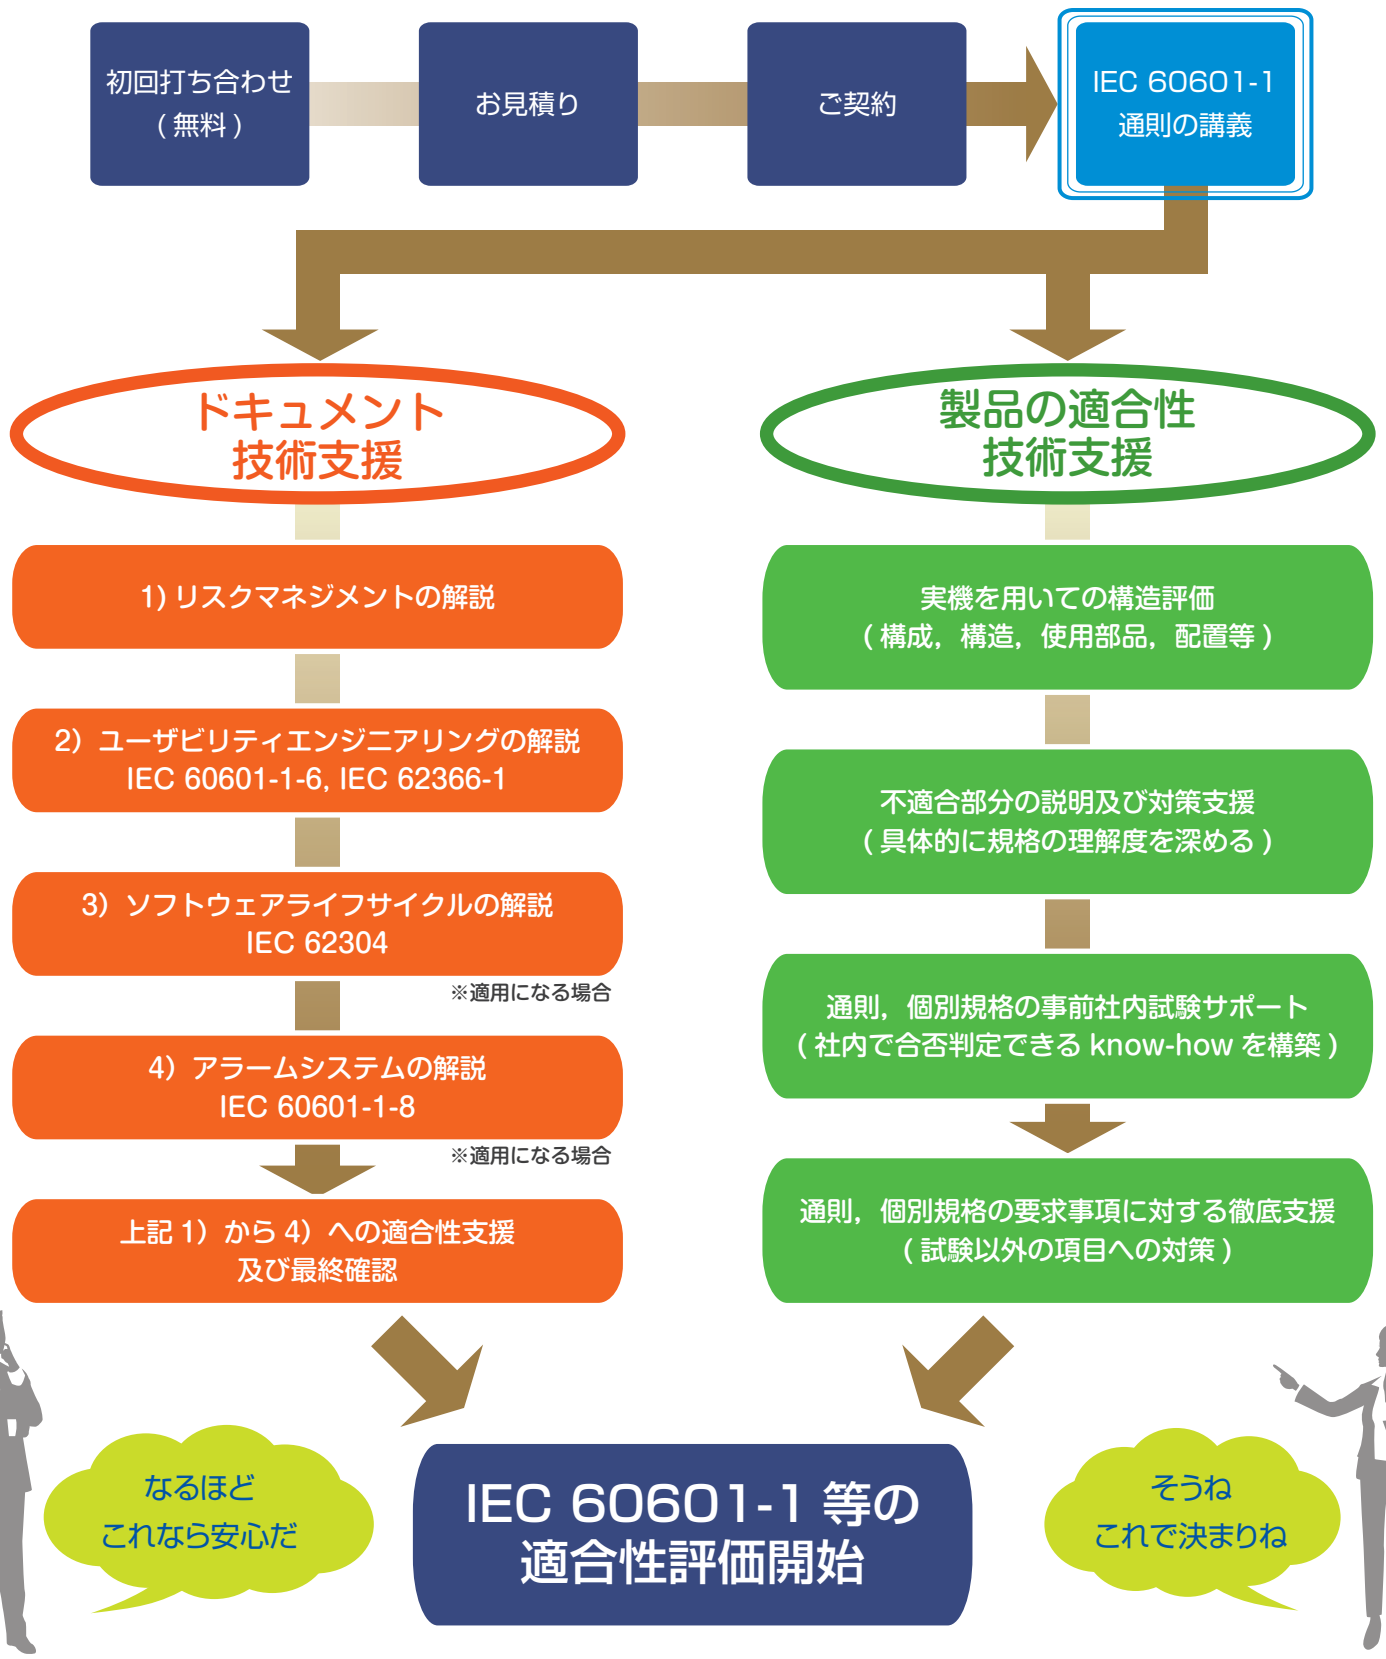 初回打ち合わせ
( 無料 )
お見積り
ご契約
IEC 60601-1
通則の講義
ドキュメント
技術支援
1) リスクマネジメントの解説
2）ユーザビリティエンジニアリングの解説
IEC 60601-1-6, IEC 62366-1
3）ソフトウェアライフサイクルの解説
IEC 62304
※適用になる場合
4）アラームシステムの解説
IEC 60601-1-8
※適用になる場合
上記 1）から 4）への適合性支援
及び最終確認
製品の適合性
技術支援
実機を用いての構造評価
( 構成，構造，使用部品，配置等 )
不適合部分の説明及び対策支援
( 具体的に規格の理解度を深める )
通則，個別規格の事前社内試験サポート
( 社内で合否判定できる know-how を構築 )
通則，個別規格の要求事項に対する徹底支援
( 試験以外の項目への対策 )
なるほど
これなら安心だ
IEC 60601-1 等の
適合性評価開始
そうね
これで決まりね